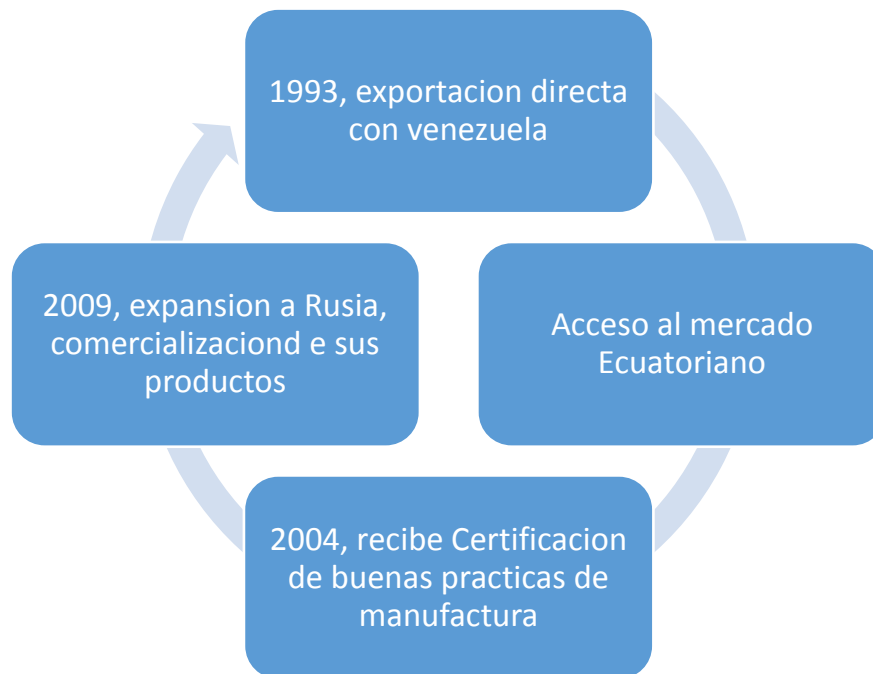 1993, exportacion directa
con venezuela
Acceso al mercado
Ecuatoriano
2004, recibe Certificacion
de buenas practicas de
manufactura
2009, expansion a Rusia,
comercializaciond e sus
productos